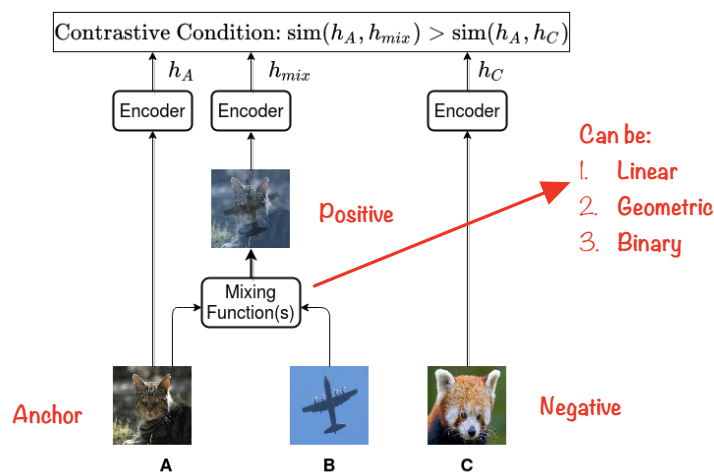 Contrastive Condition: sim(h_A, h_mix) > sim(h_A, h_C)
h_A
h_mix
h_C
Encoder
Encoder
Encoder
Can be:
1. Linear
2. Geometric
3. Binary
Positive
Mixing
Function(s)
Anchor
Negative
A
B
C